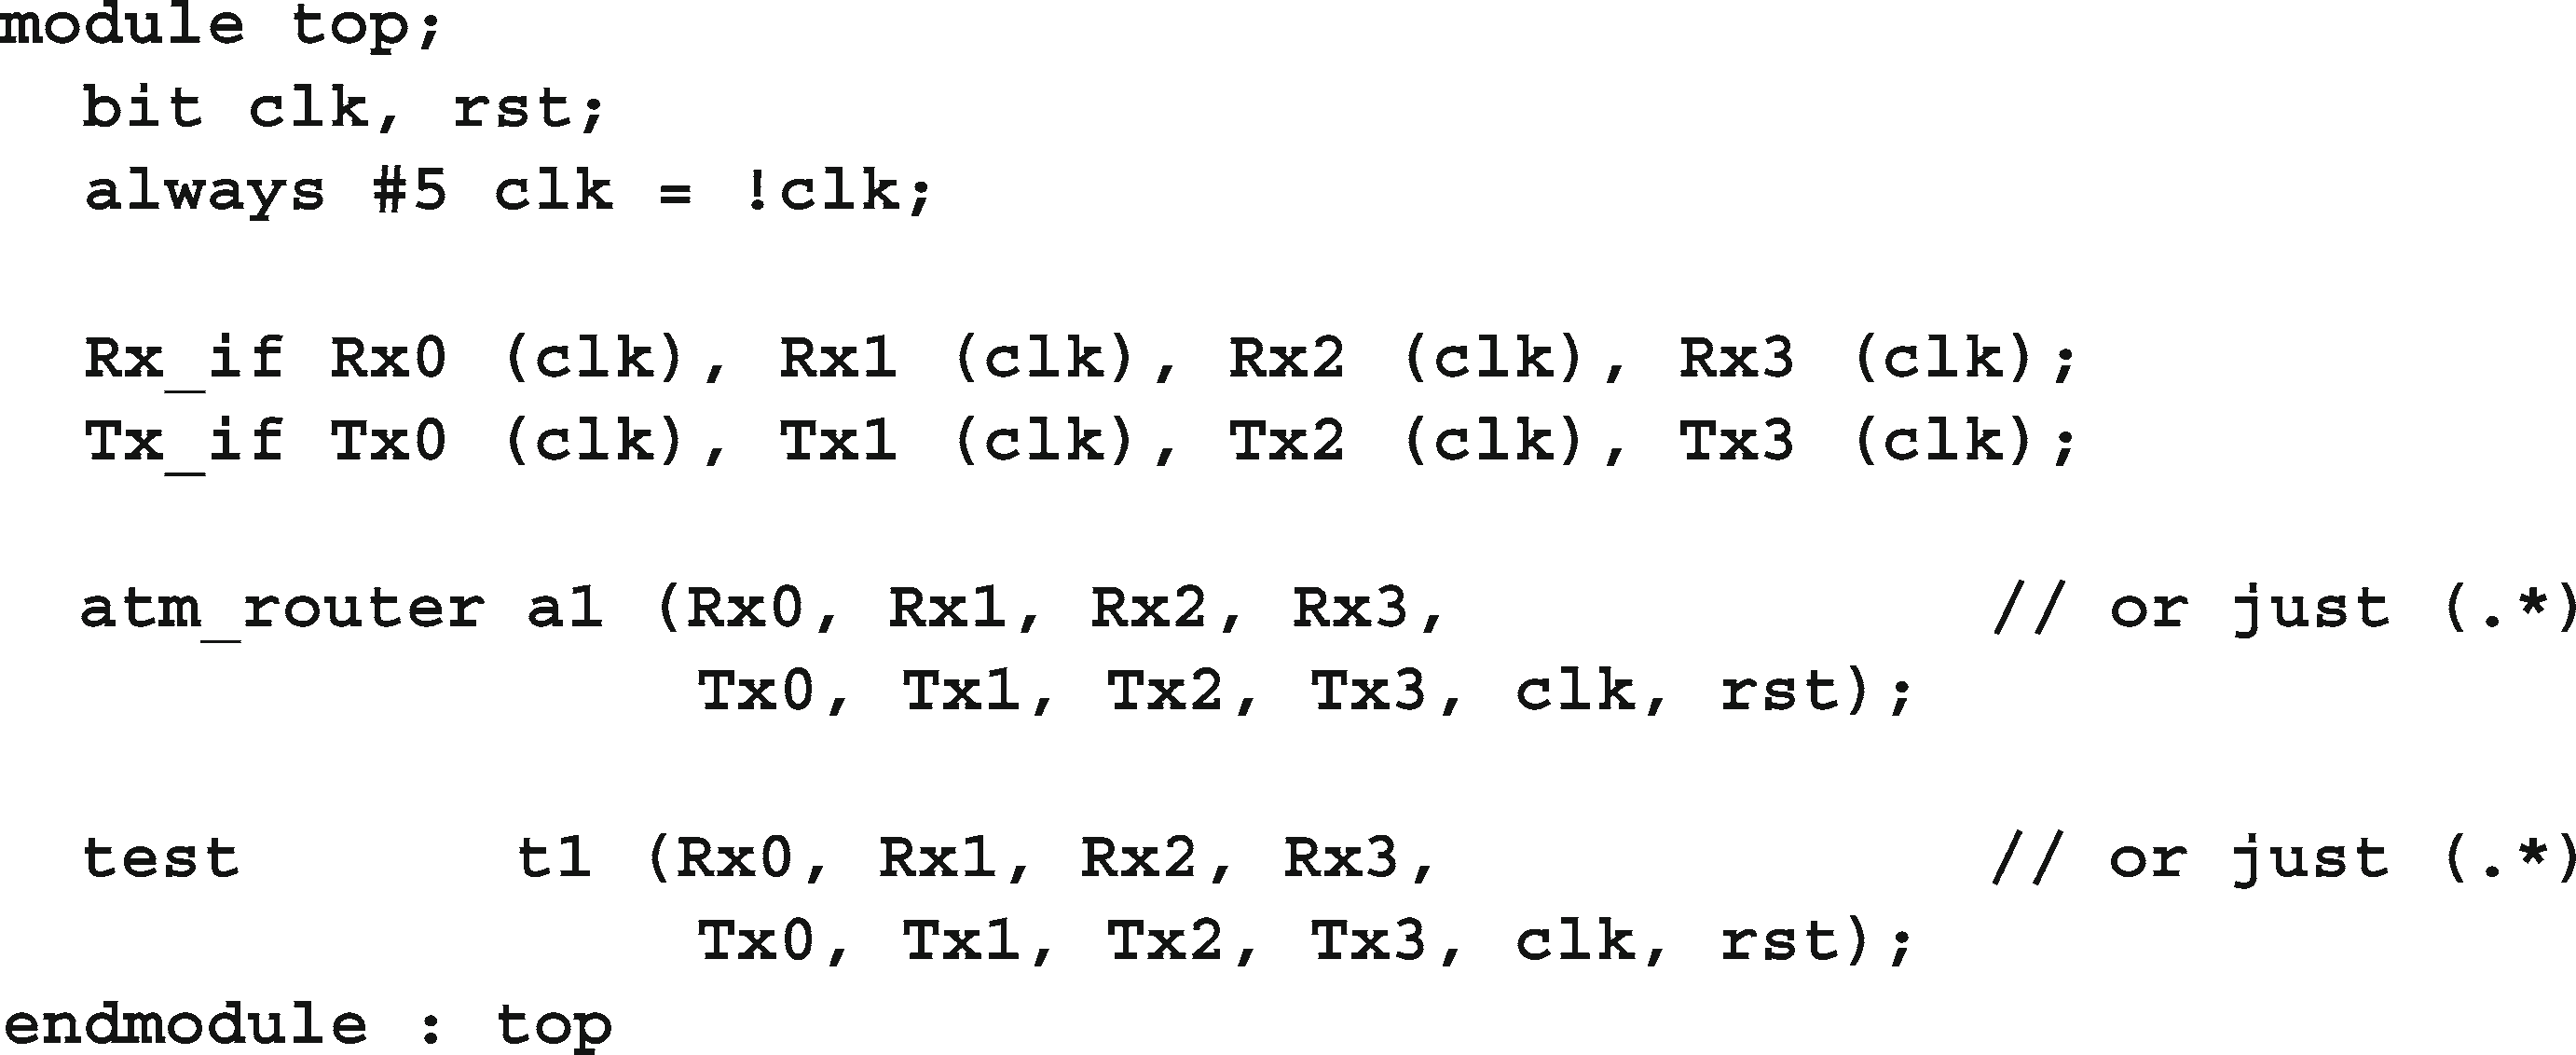 module top;
  bit clk, rst;
  always #5 clk = !clk;

  Rx_if Rx0 (clk), Rx1 (clk), Rx2 (clk), Rx3 (clk);
  Tx_if Tx0 (clk), Tx1 (clk), Tx2 (clk), Tx3 (clk);

  atm_router a1 (Rx0, Rx1, Rx2, Rx3,             // or just (.*)
                 Tx0, Tx1, Tx2, Tx3, clk, rst);

  test       t1 (Rx0, Rx1, Rx2, Rx3,             // or just (.*)
                 Tx0, Tx1, Tx2, Tx3, clk, rst);
endmodule : top